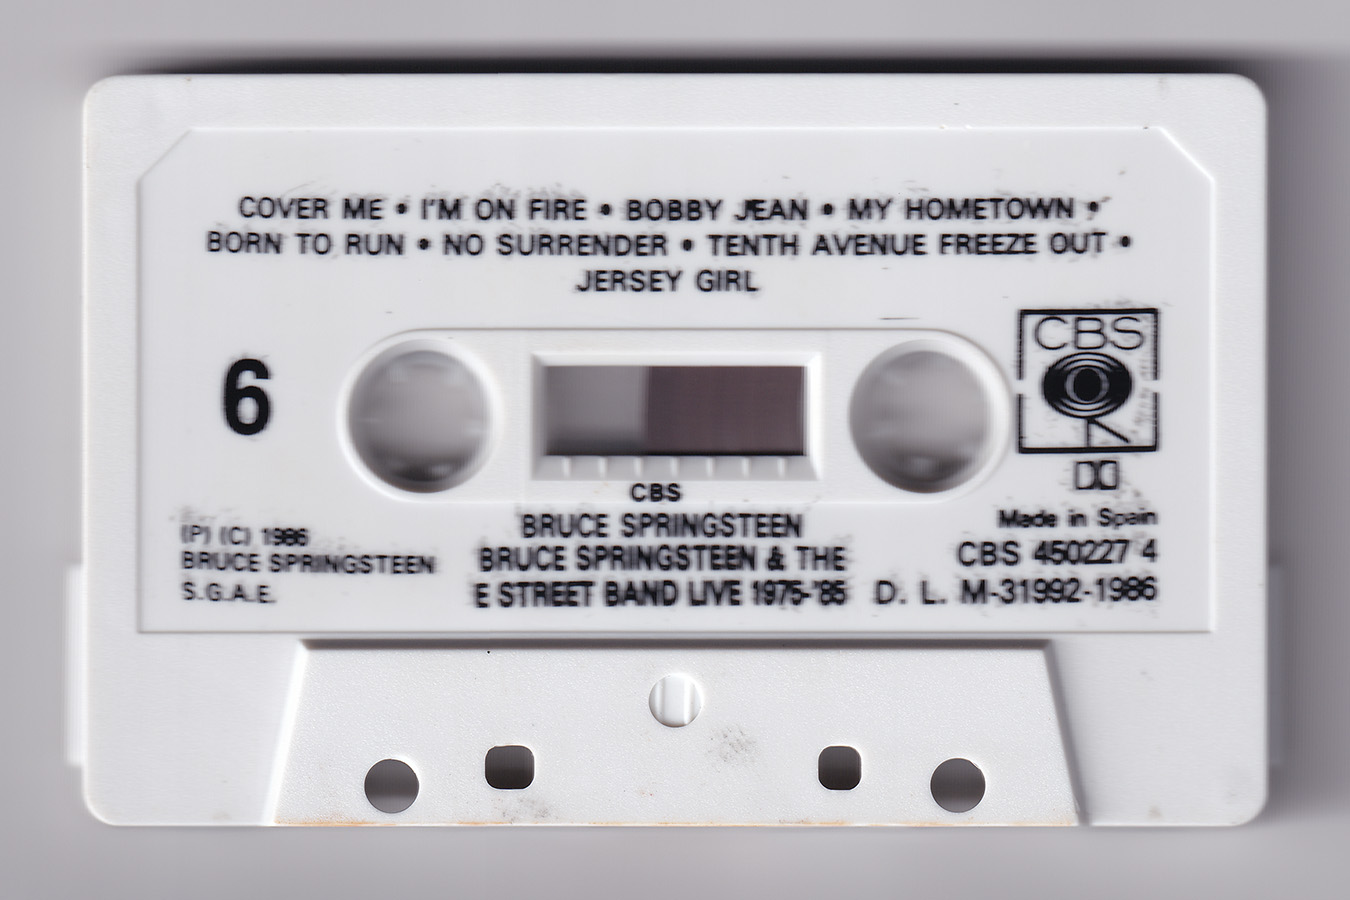 COVER ME • I'M ON FIRE • BOBBY JEAN • MY HOMETOWN •
BORN TO RUN • NO SURRENDER • TENTH AVENUE FREEZE OUT •
JERSEY GIRL
CBS
6
DO
CBS
(P) (C) 1986
BRUCE SPRINGSTEEN
S.G.A.E.
BRUCE SPRINGSTEEN
BRUCE SPRINGSTEEN & THE
E STREET BAND LIVE 1975-'85
Made in Spain
CBS 450227 4
D. L. M-31992-1986